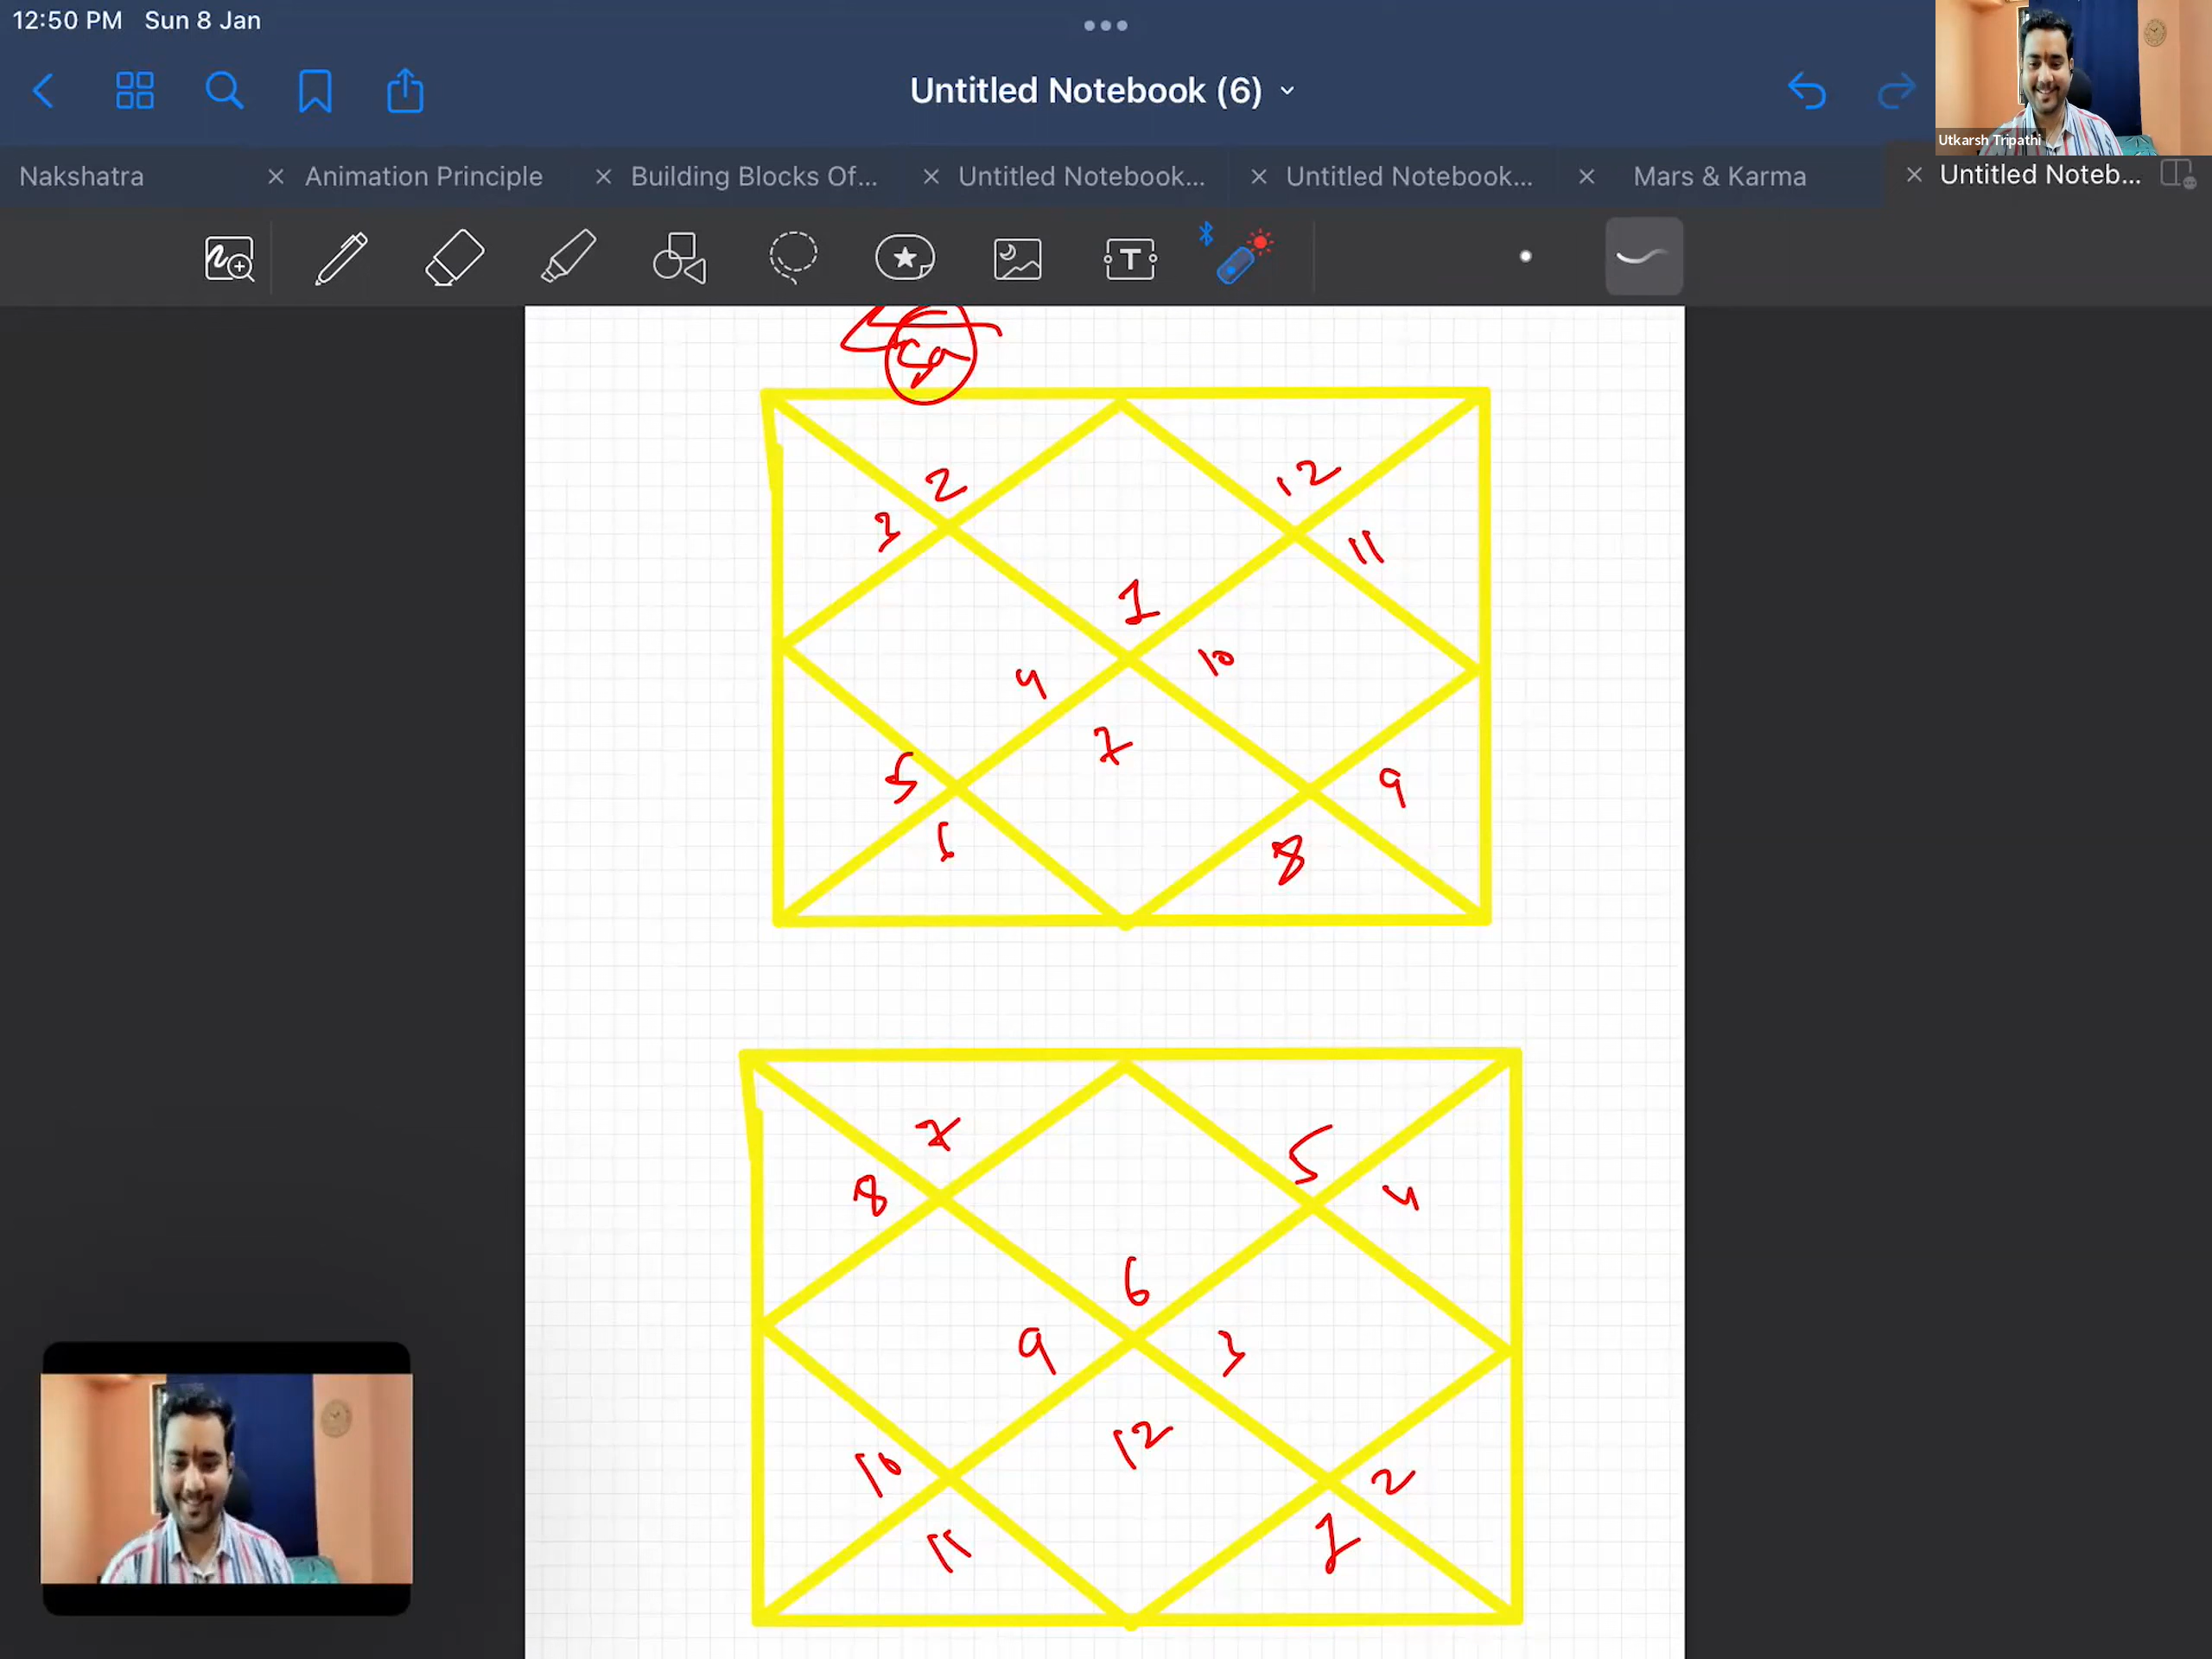 12:50 PM Sun 8 Jan
Untitled Notebook (6)
Utkarsh Tripathi
Nakshatra
Animation Principle
Building Blocks Of...
Untitled Notebook...
Untitled Notebook...
Mars & Karma
Untitled Noteb...
T
Sa
2
12
3
11
1
4
10
7
5
9
8
7
5
8
4
6
9
3
12
10
2
11
1